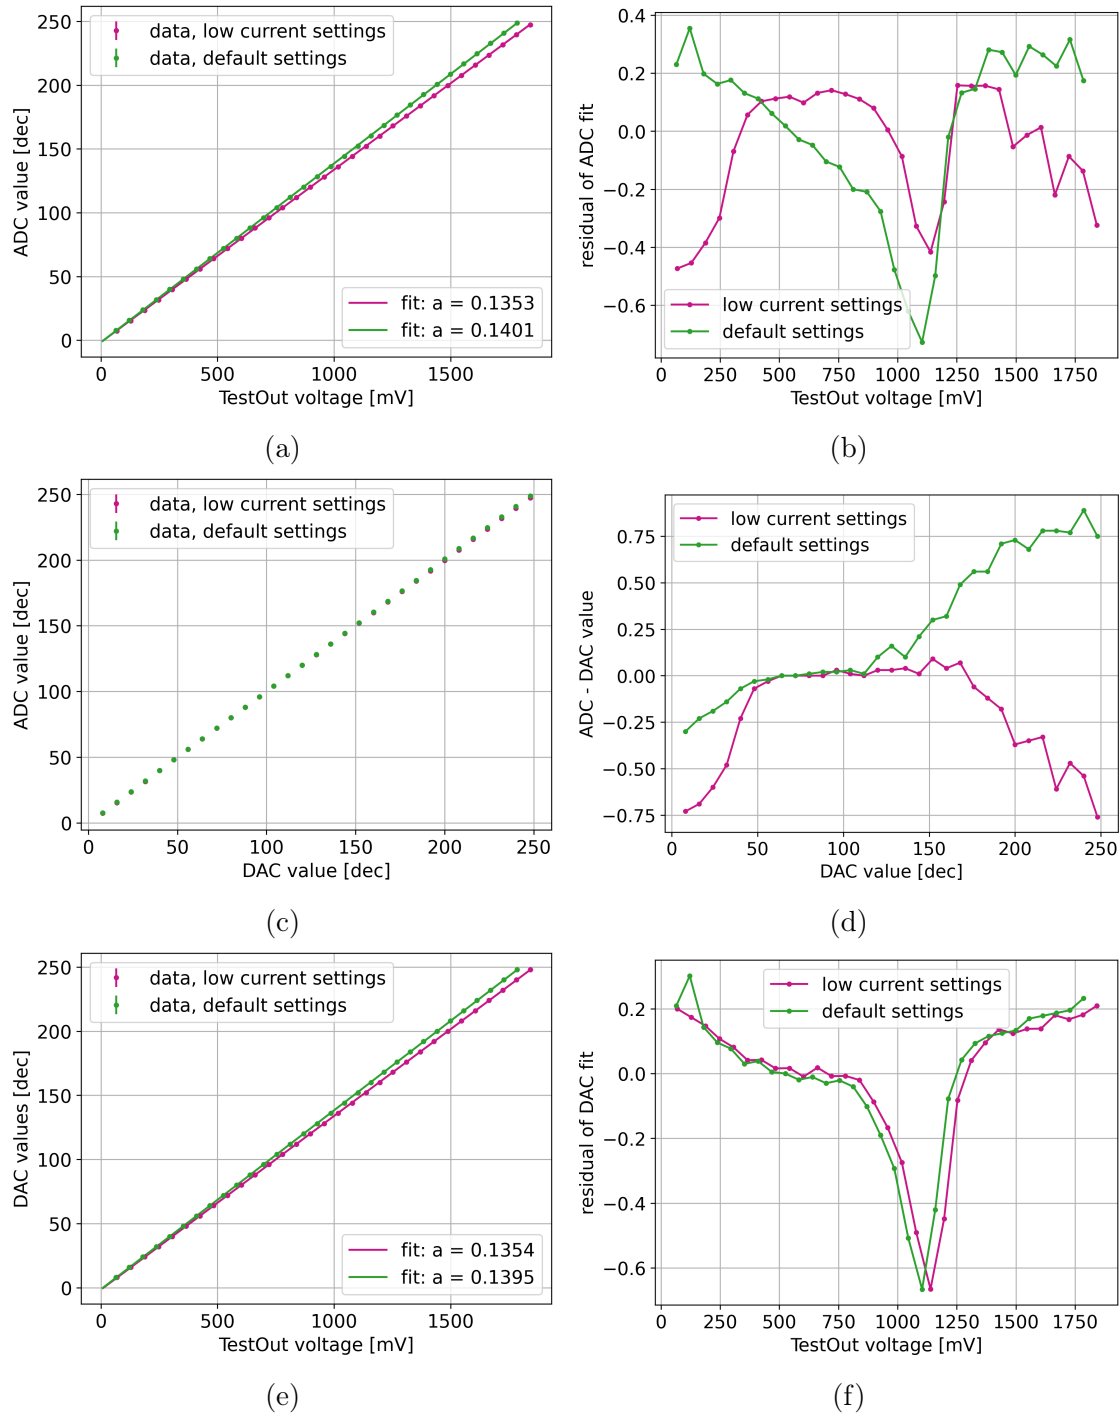 data, low current settings
data, default settings
fit: a = 0.1353
fit: a = 0.1401
ADC value [dec]
0
50
100
150
200
250
0
500
1000
1500
TestOut voltage [mV]
(a)
low current settings
default settings
residual of ADC fit
0.4
0.2
0.0
−0.2
−0.4
−0.6
0
250
500
750
1000
1250
1500
1750
TestOut voltage [mV]
(b)
data, low current settings
data, default settings
ADC value [dec]
250
200
150
100
50
0
0
50
100
150
200
250
DAC value [dec]
(c)
low current settings
default settings
ADC - DAC value
0.75
0.50
0.25
0.00
−0.25
−0.50
−0.75
0
50
100
150
200
250
DAC value [dec]
(d)
data, low current settings
data, default settings
fit: a = 0.1354
fit: a = 0.1395
DAC values [dec]
250
200
150
100
50
0
0
500
1000
1500
TestOut voltage [mV]
(e)
low current settings
default settings
residual of DAC fit
0.2
0.0
−0.2
−0.4
−0.6
0
250
500
750
1000
1250
1500
1750
TestOut voltage [mV]
(f)